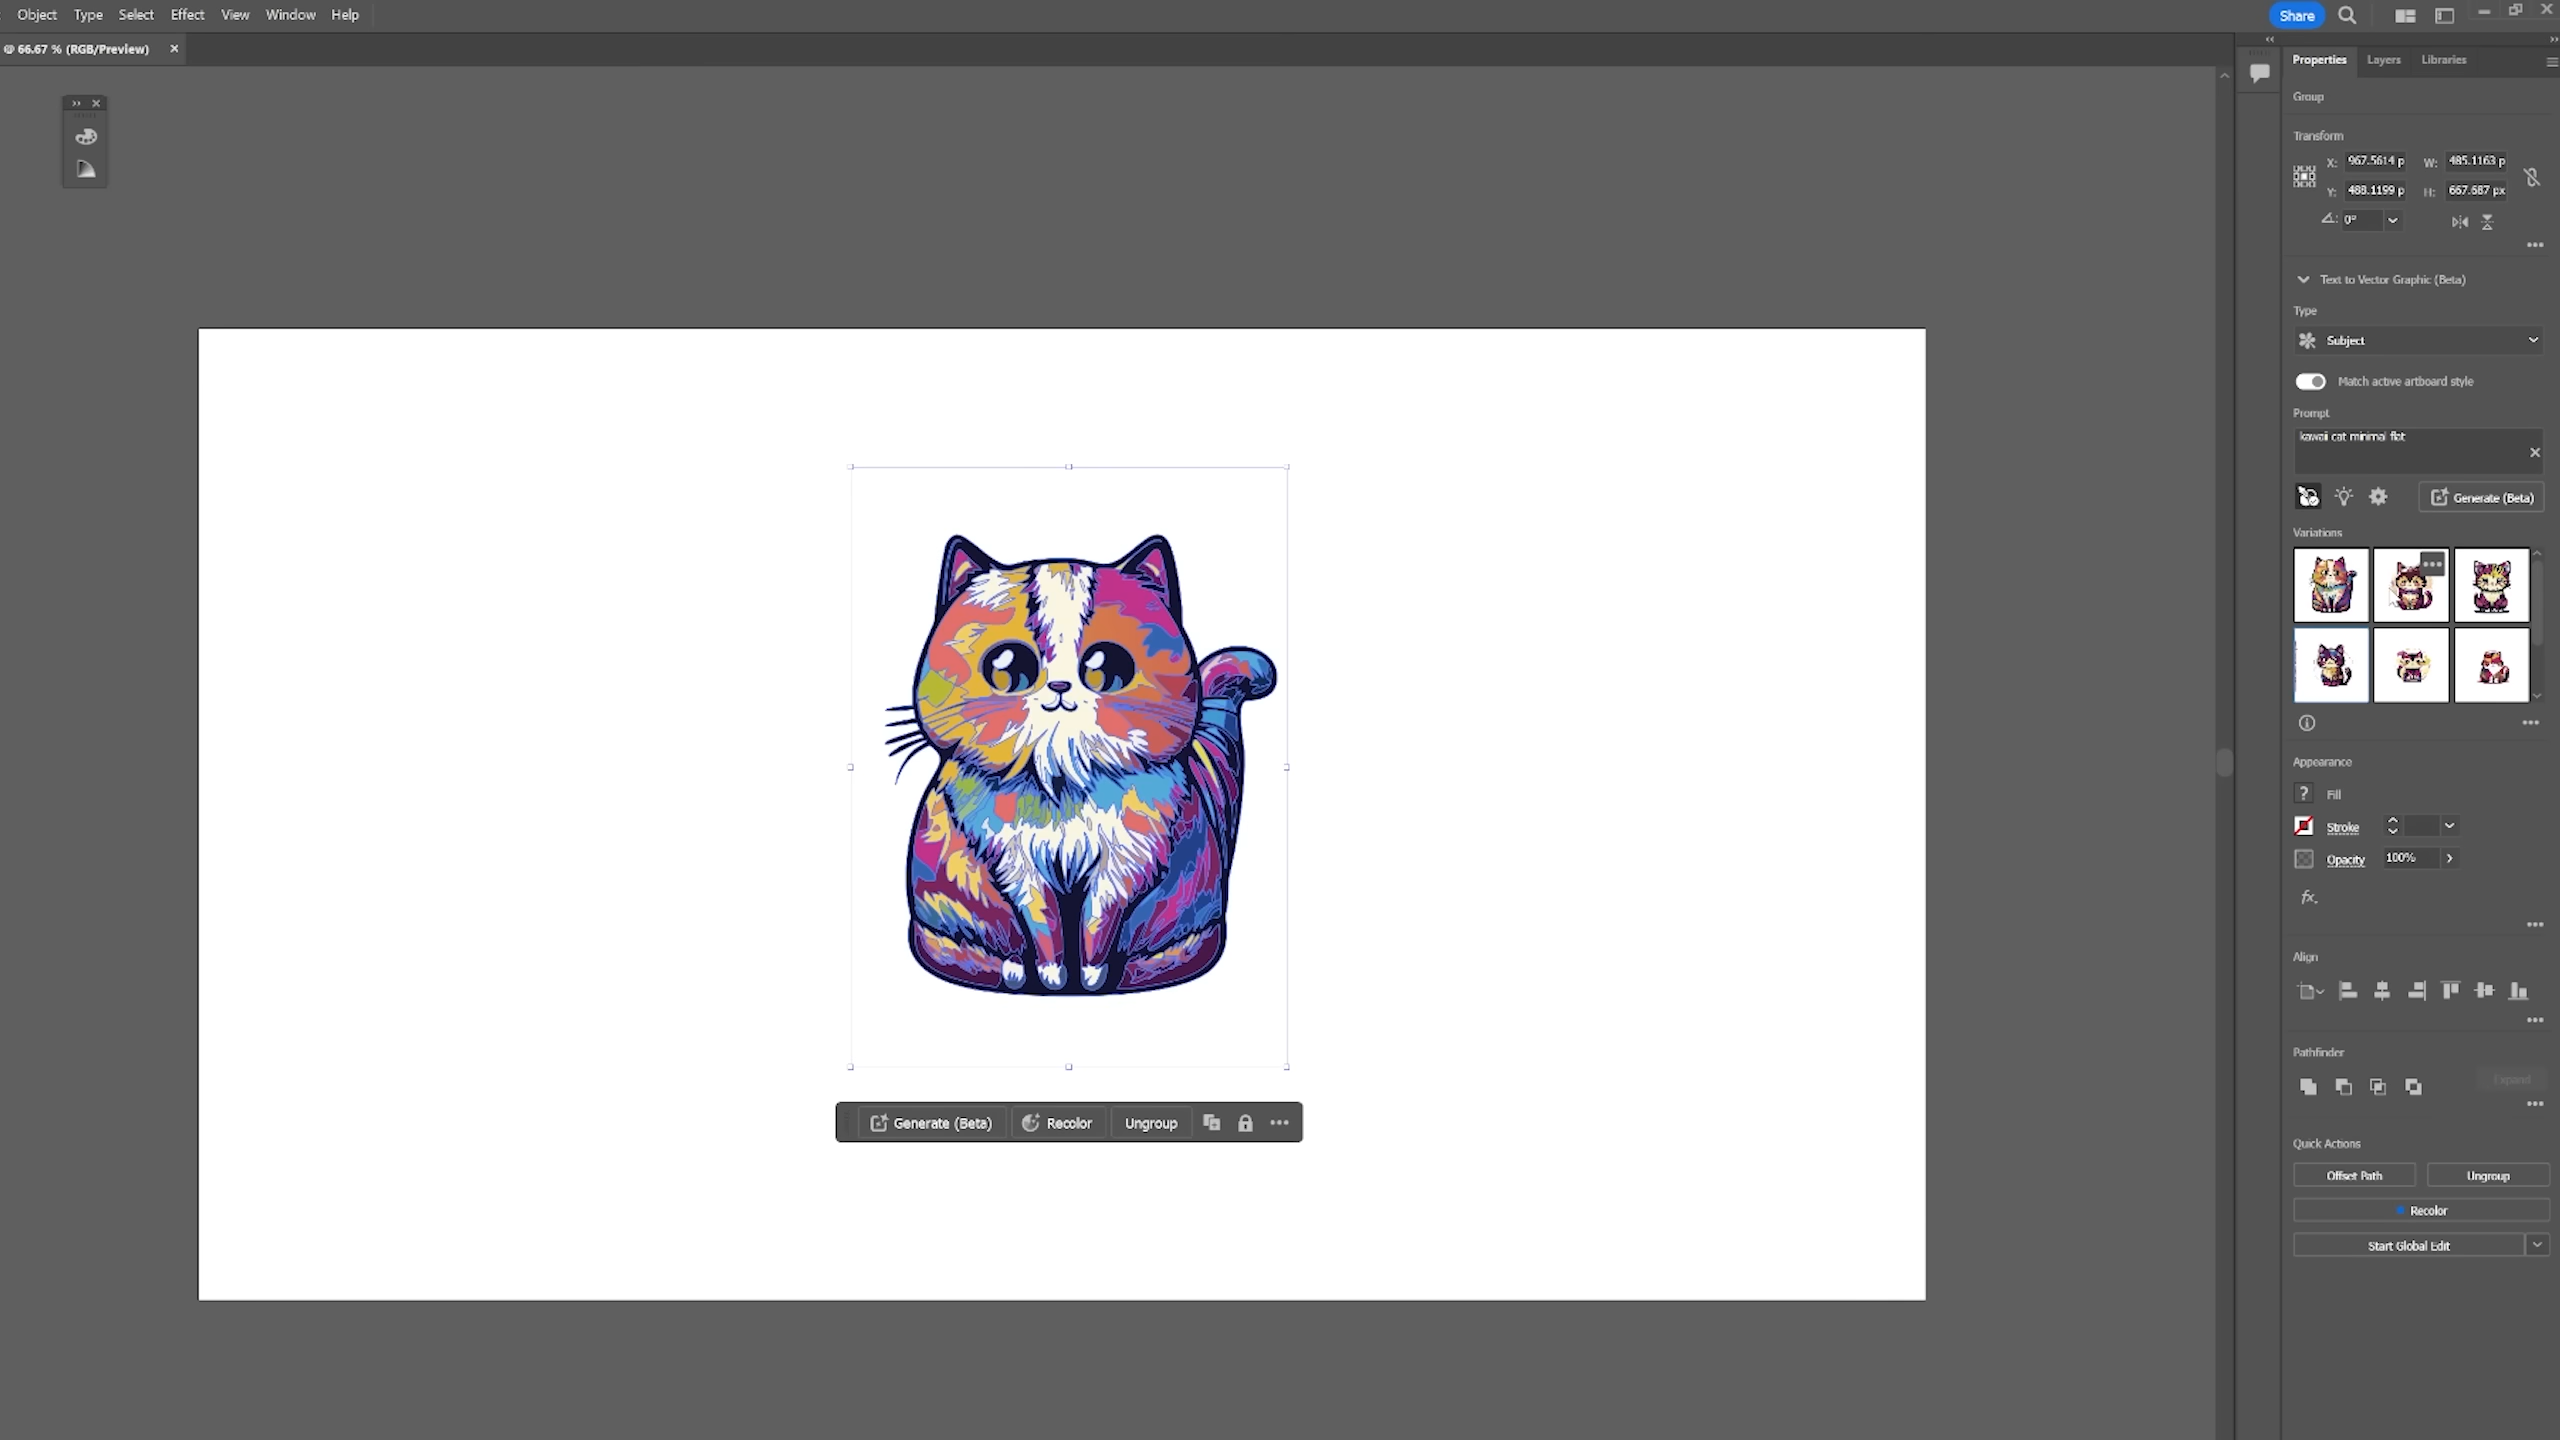 Object Type Select Effect View Window Help
Share
@ 66.67 % (RGB/Preview)
Properties Layers Libraries
Group
Transform
X: 967.5614 p W: 485.1163 p
Y: 488.1199 p H: 667.687 px
0°
Text to Vector Graphic (Beta)
Type
Subject
Match active artboard style
Prompt
kawaii cat minimal flat
Generate (Beta)
Variations
Appearance
? Fill
Stroke
Opacity 100%
fx.
Align
Pathfinder
Expand
Generate (Beta) Recolor Ungroup
Quick Actions
Offset Path Ungroup
Recolor
Start Global Edit